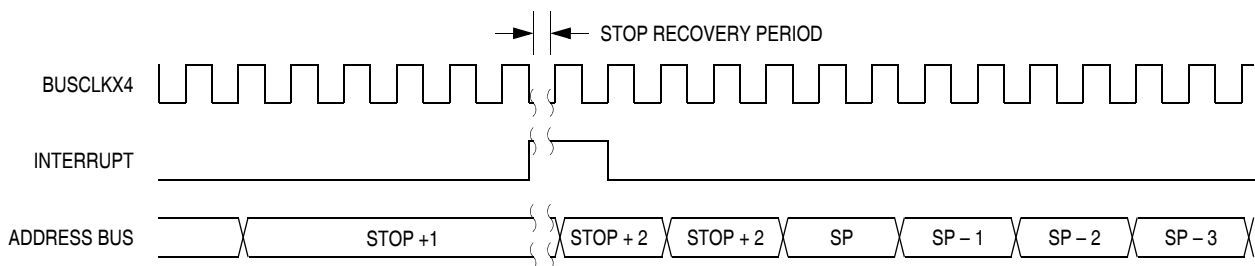 STOP RECOVERY PERIOD
BUSCLKX4
INTERRUPT
ADDRESS BUS STOP +1 STOP + 2 STOP + 2 SP SP – 1 SP – 2 SP – 3